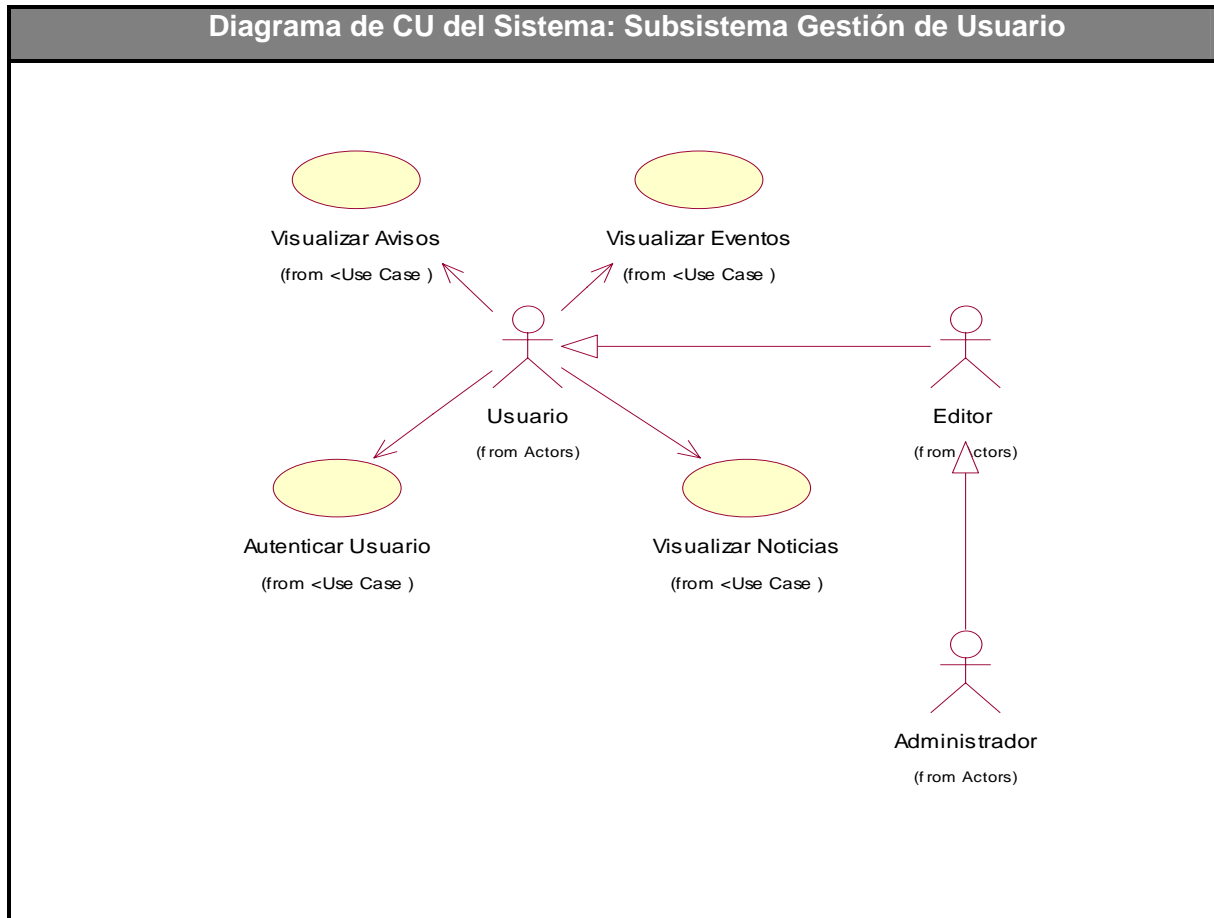 Diagrama de CU del Sistema: Subsistema Gestión de Usuario
Visualizar Avisos
(from <Use Case )
Visualizar Eventos
(from <Use Case )
Usuario
(from Actors)
Editor
(from Actors)
Autenticar Usuario
(from <Use Case )
Visualizar Noticias
(from <Use Case )
Administrador
(from Actors)